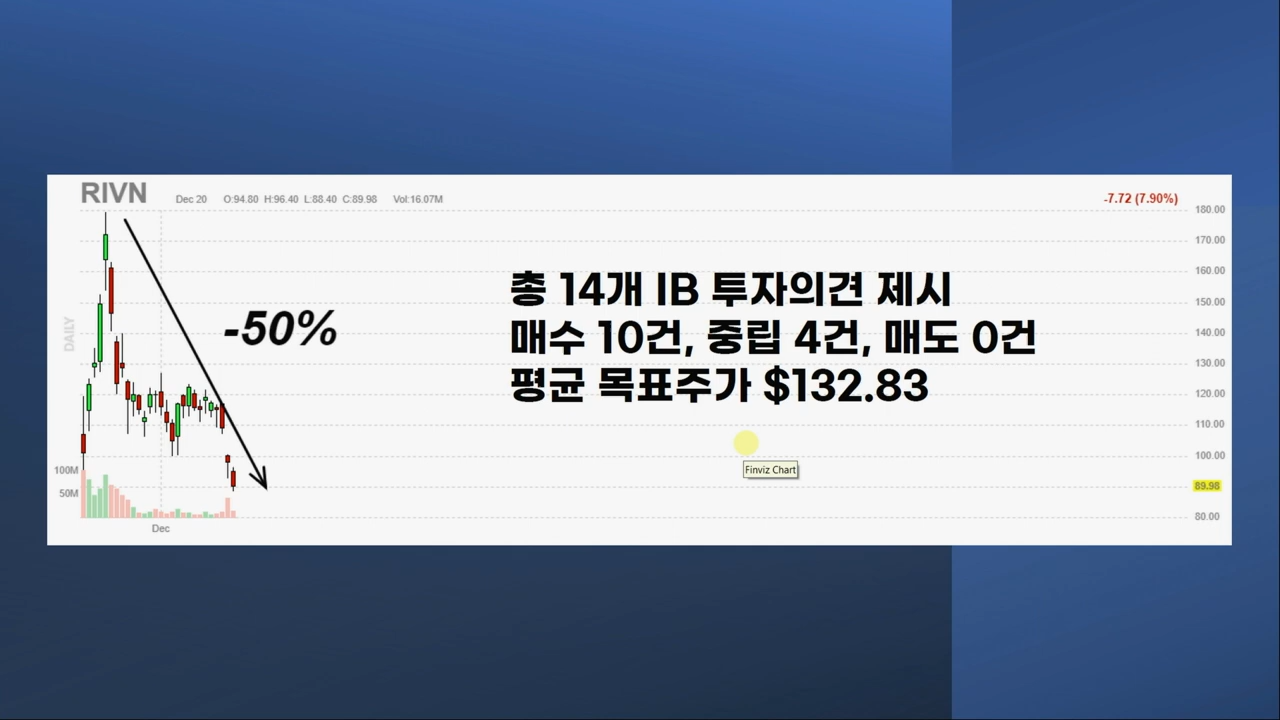 RIVN
Dec 20 O:94.80 H:96.40 L:88.40 C:89.98 Vol:16.07M
-7.72 (7.90%)
180.00
170.00
160.00
150.00
140.00
130.00
120.00
110.00
100.00
89.98
80.00
DAILY
-50%
총 14개 IB 투자의견 제시
매수 10건, 중립 4건, 매도 0건
평균 목표주가 $132.83
Finviz Chart
100M
50M
Dec